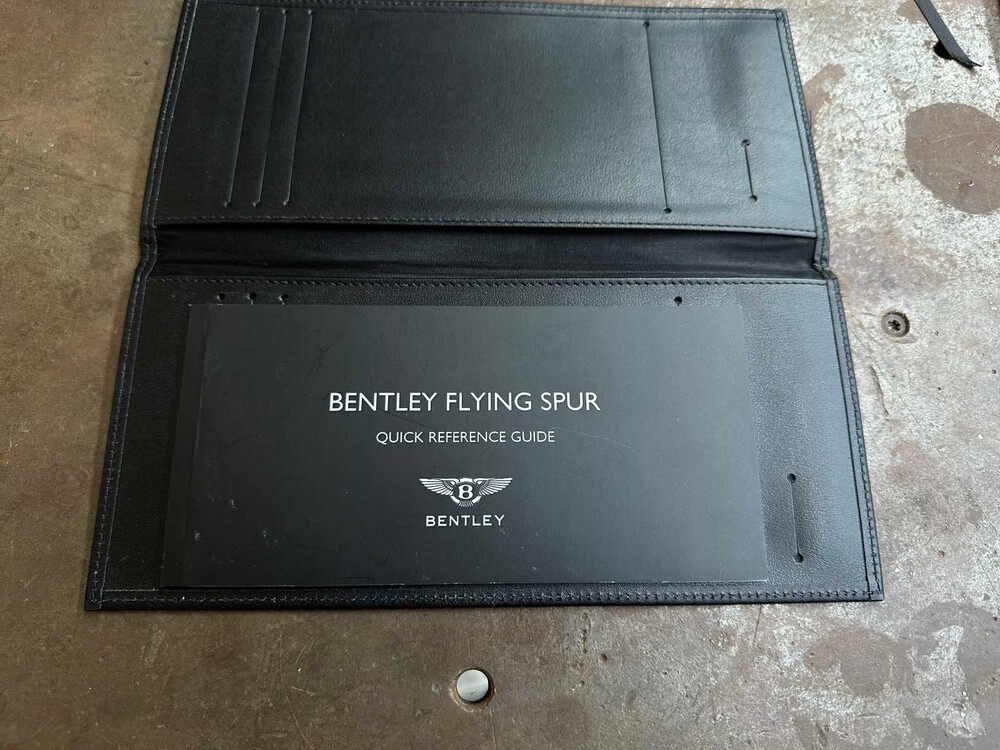 BENTLEY FLYING SPUR
QUICK REFERENCE GUIDE
B
BENTLEY